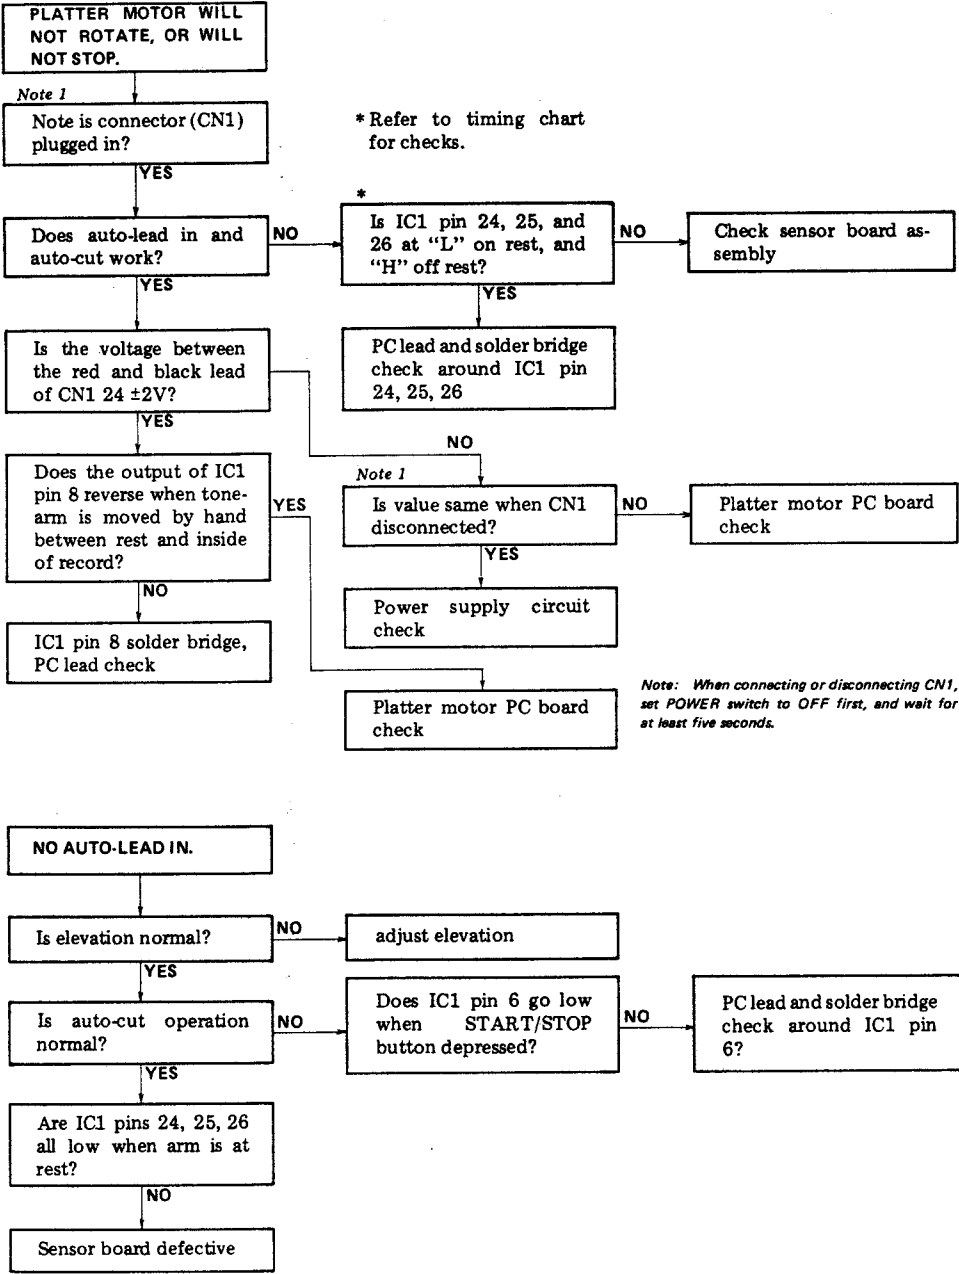 PLATTER MOTOR WILL
NOT ROTATE, OR WILL
NOT STOP.
Note 1
Note is connector (CN1)
plugged in?
* Refer to timing chart
for checks.
YES
Does auto-lead in and
auto-cut work?
NO
*
Is IC1 pin 24, 25, and
26 at "L" on rest, and
"H" off rest?
NO
Check sensor board as-
sembly
YES
YES
Is the voltage between
the red and black lead
of CN1 24 ±2V?
PC lead and solder bridge
check around IC1 pin
24, 25, 26
YES
NO
Does the output of IC1
pin 8 reverse when tone-
arm is moved by hand
between rest and inside
of record?
YES
Note 1
Is value same when CN1
disconnected?
NO
Platter motor PC board
check
YES
NO
Power supply circuit
check
IC1 pin 8 solder bridge,
PC lead check
Platter motor PC board
check
Note: When connecting or disconnecting CN1,
set POWER switch to OFF first, and wait for
at least five seconds.
NO AUTO-LEAD IN.
Is elevation normal?
NO
adjust elevation
YES
Is auto-cut operation
normal?
NO
Does IC1 pin 6 go low
when START/STOP
button depressed?
NO
PC lead and solder bridge
check around IC1 pin
6?
YES
Are IC1 pins 24, 25, 26
all low when arm is at
rest?
NO
Sensor board defective